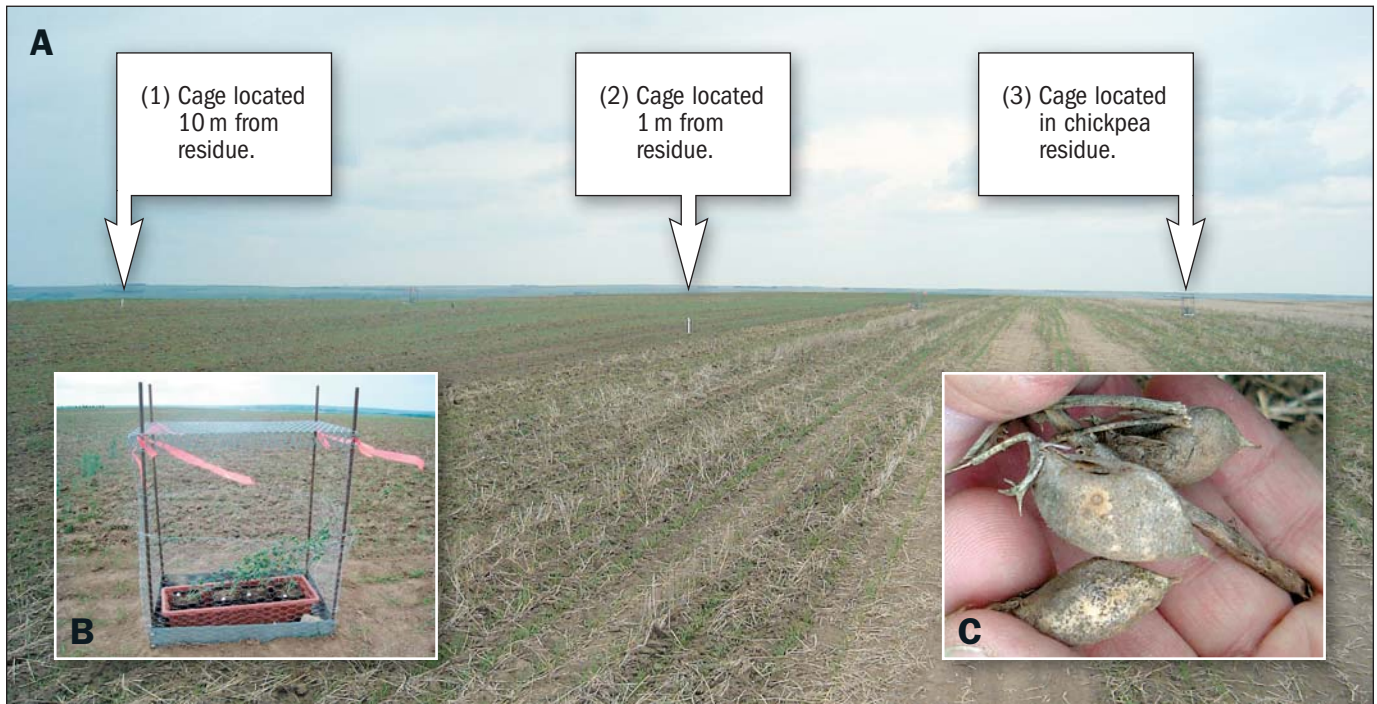 A
(1) Cage located
10 m from
residue.
(2) Cage located
1 m from
residue.
(3) Cage located
in chickpea
residue.
B
C